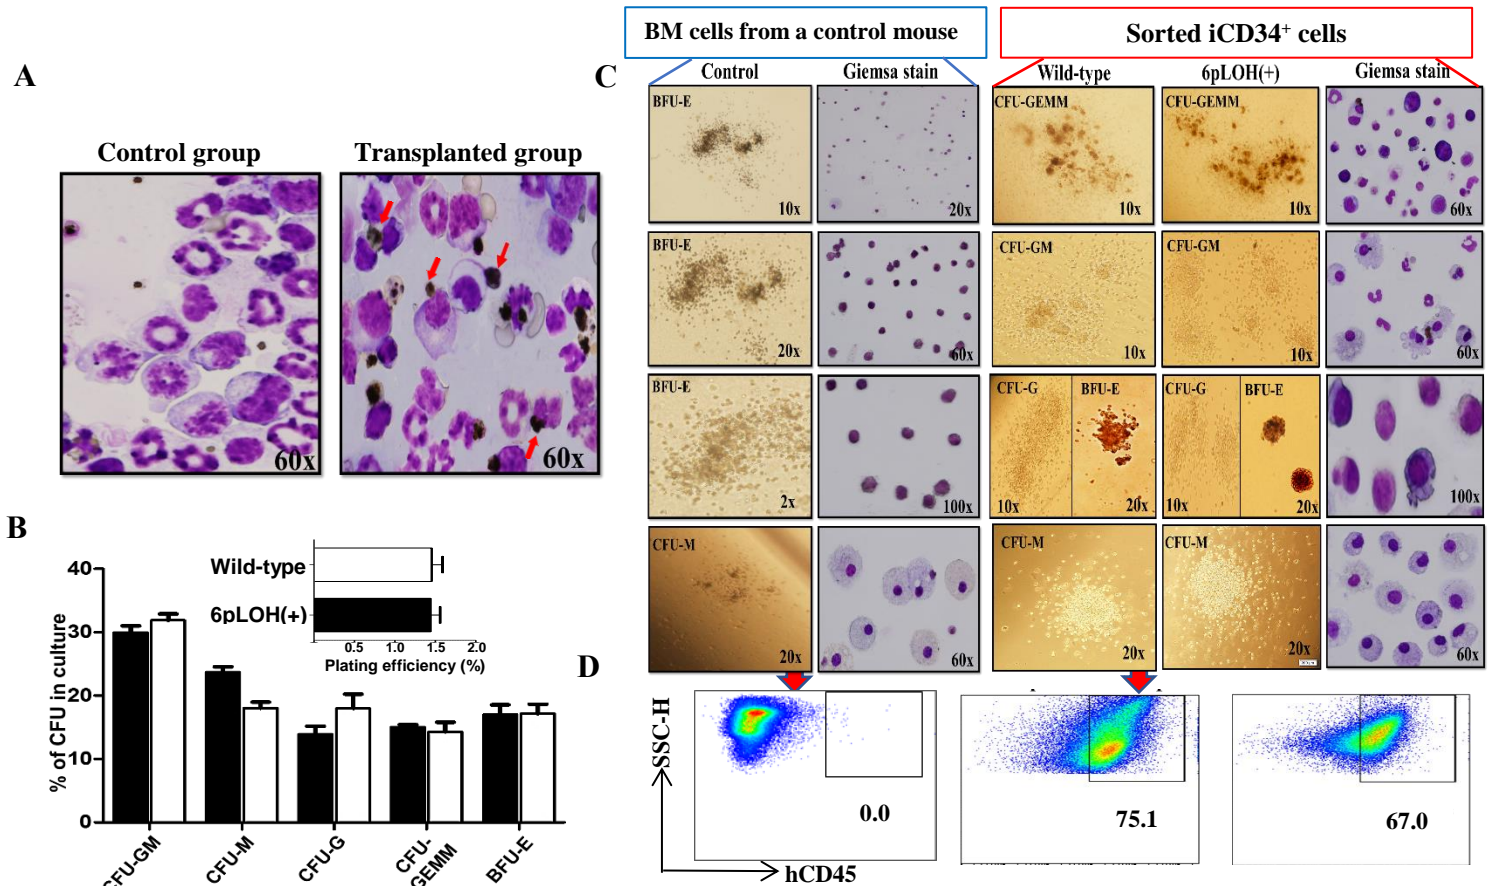 A
Control group
Transplanted group
60x
60x
B
Wild-type
6pLOH(+)
0.5 1.0 1.5 2.0
Plating efficiency (%)
% of CFU in culture
40
30
20
10
0
CFU-GM
CFU-M
CFU-G
CFU-
GEMM
BFU-E
C
BM cells from a control mouse
Sorted iCD34+ cells
Control
Giemsa stain
Wild-type
6pLOH(+)
Giemsa stain
BFU-E
10x
20x
CFU-GEMM
10x
CFU-GEMM
10x
60x
BFU-E
20x
60x
CFU-GM
10x
CFU-GM
10x
60x
BFU-E
2x
100x
CFU-G
10x
BFU-E
20x
CFU-G
10x
BFU-E
20x
100x
CFU-M
20x
60x
CFU-M
20x
CFU-M
20x
60x
D
SSC-H
hCD45
0.0
75.1
67.0